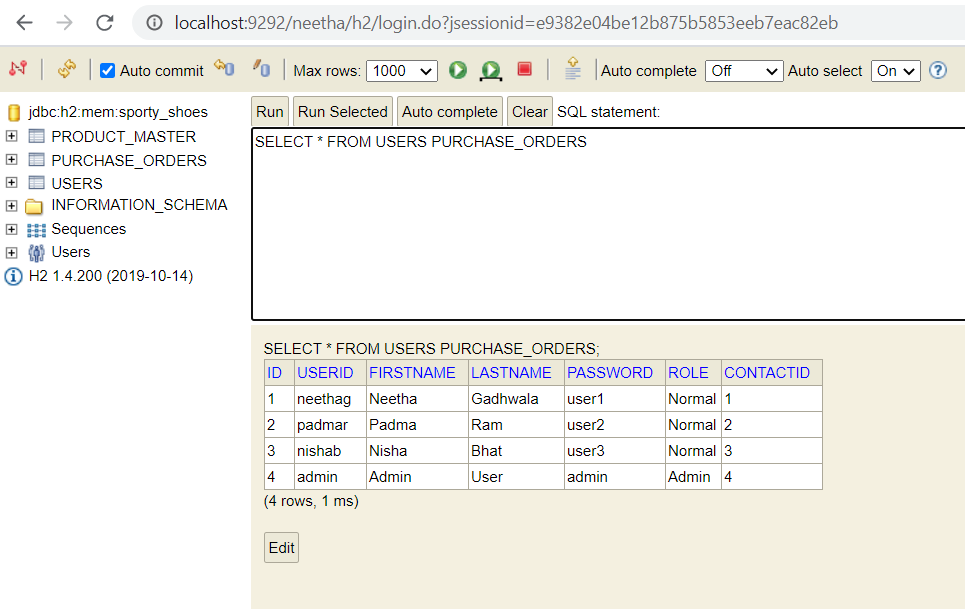 localhost:9292/neetha/h2/login.do?jsessionid=e9382e04be12b875b5853eeb7eac82eb
Auto commit Max rows: 1000 Auto complete Off Auto select On ?
jdbc:h2:mem:sporty_shoes
PRODUCT_MASTER
PURCHASE_ORDERS
USERS
INFORMATION_SCHEMA
Sequences
Users
H2 1.4.200 (2019-10-14)
Run Run Selected Auto complete Clear SQL statement:
SELECT * FROM USERS PURCHASE_ORDERS
SELECT * FROM USERS PURCHASE_ORDERS;
ID USERID FIRSTNAME LASTNAME PASSWORD ROLE CONTACTID
1 neethag Neetha Gadhwala user1 Normal 1
2 padmar Padma Ram user2 Normal 2
3 nishab Nisha Bhat user3 Normal 3
4 admin Admin User admin Admin 4
(4 rows, 1 ms)
Edit